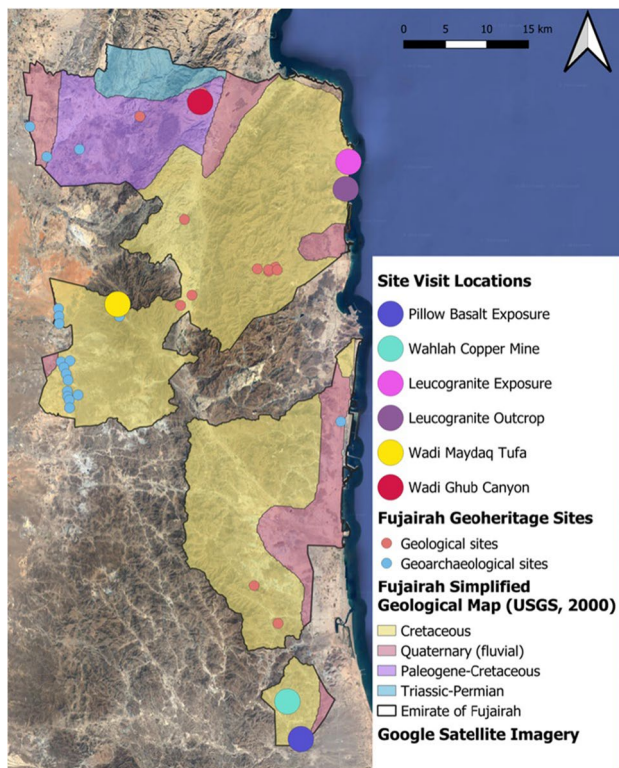 0 5 10 15 km
Site Visit Locations
Pillow Basalt Exposure
Wahlah Copper Mine
Leucogranite Exposure
Leucogranite Outcrop
Wadi Maydaq Tufa
Wadi Ghub Canyon
Fujairah Geoheritage Sites
Geological sites
Geoarchaeological sites
Fujairah Simplified
Geological Map (USGS, 2000)
Cretaceous
Quaternary (fluvial)
Paleogene-Cretaceous
Triassic-Permian
Emirate of Fujairah
Google Satellite Imagery